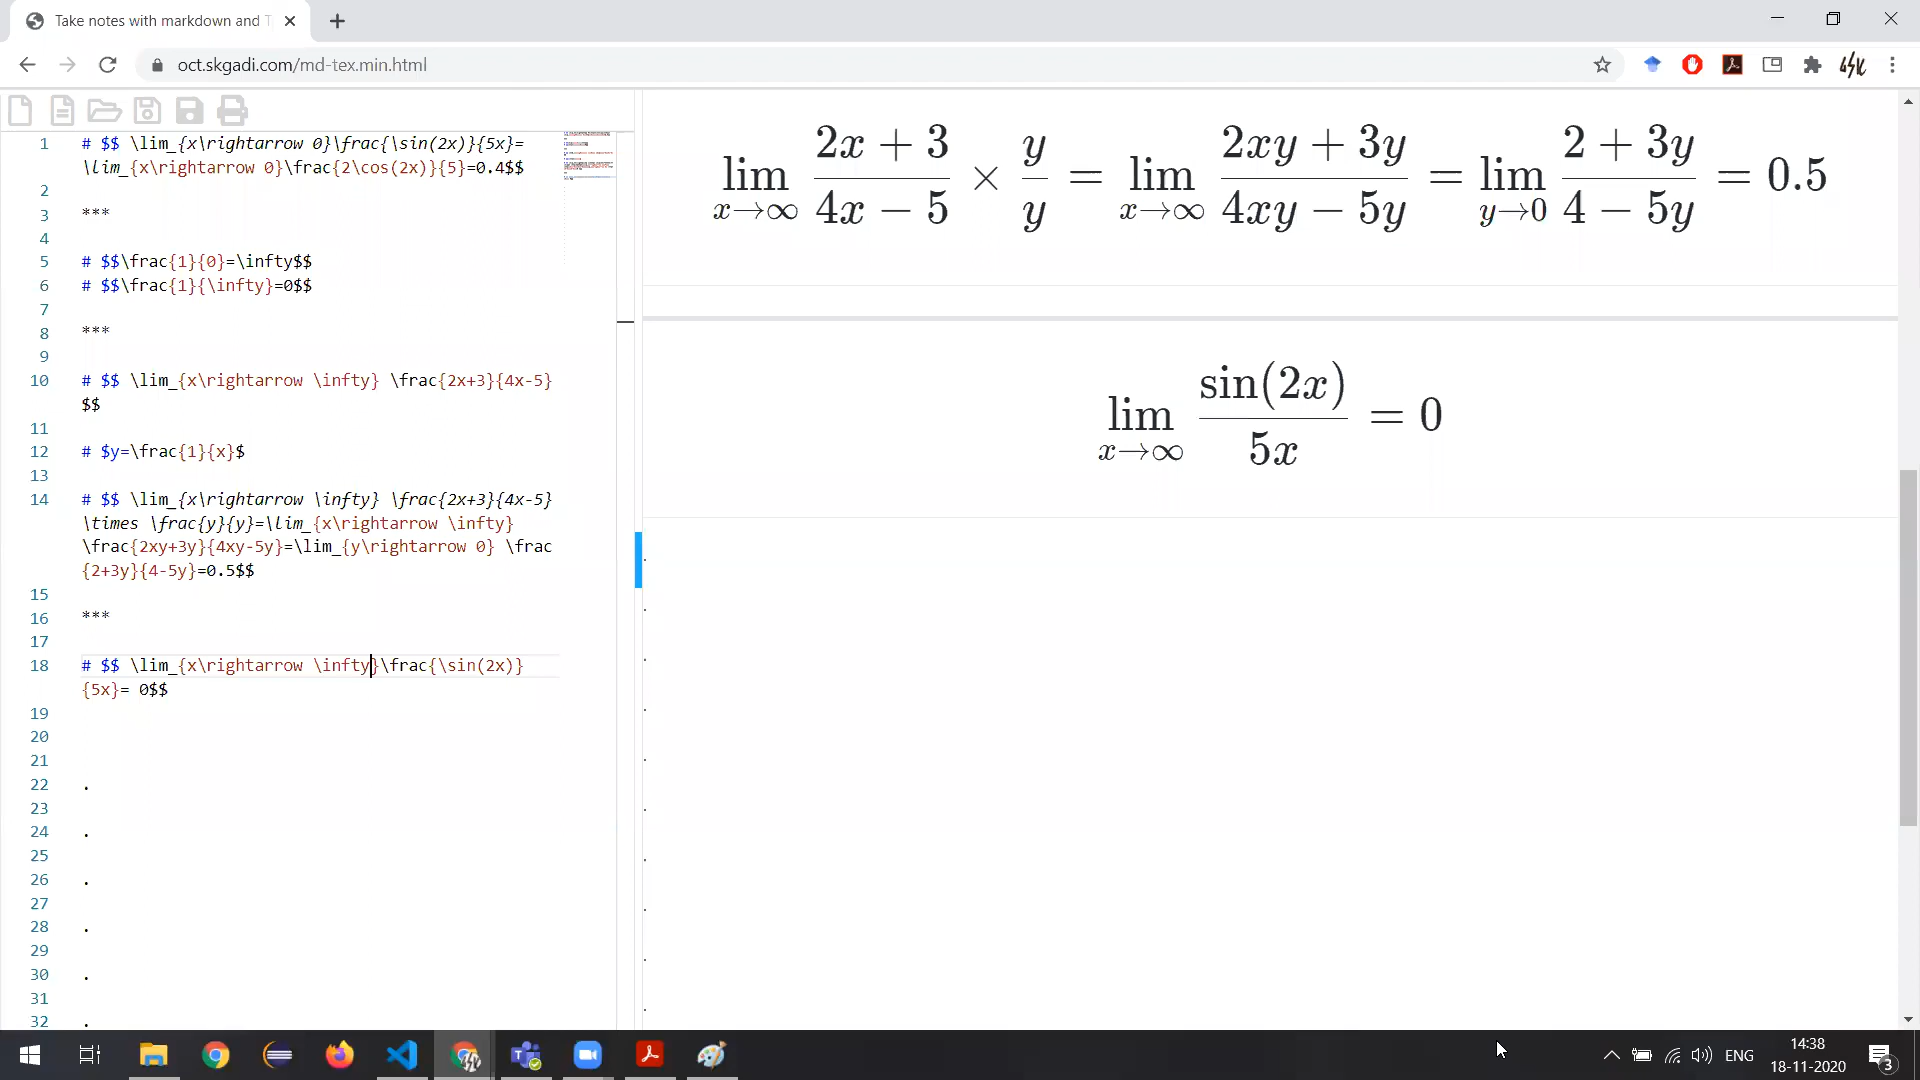 Take notes with markdown and T
oct.skgadi.com/md-tex.min.html
1 # $$ \lim_{x\rightarrow 0}\frac{\sin(2x)}{5x}=
\lim_{x\rightarrow 0}\frac{2\cos(2x)}{5}=0.4$$
2
3 ***
4
5 # $$\frac{1}{0}=\infty$$
6 # $$\frac{1}{\infty}=0$$
7
8 ***
9
10 # $$ \lim_{x\rightarrow \infty} \frac{2x+3}{4x-5}
$$
11
12 # $y=\frac{1}{x}$
13
14 # $$ \lim_{x\rightarrow \infty} \frac{2x+3}{4x-5}
\times \frac{y}{y}=\lim_{x\rightarrow \infty}
\frac{2xy+3y}{4xy-5y}=\lim_{y\rightarrow 0} \frac
{2+3y}{4-5y}=0.5$$
15
16 ***
17
18 # $$ \lim_{x\rightarrow \infty}\frac{\sin(2x)}
{5x}= 0$$
19
20
21
22 .
23
24 .
25
26 .
27
28 .
29
30 .
31
32 .
lim x→∞ (2x + 3)/(4x − 5) × y/y = lim x→∞ (2xy + 3y)/(4xy − 5y) = lim y→0 (2 + 3y)/(4 − 5y) = 0.5
lim x→∞ sin(2x)/5x = 0
.
.
.
.
.
.
.
.
.
.
ENG
14:38
18-11-2020
3